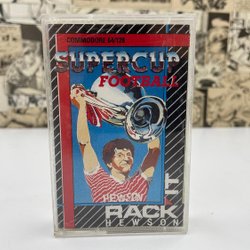 COMMODORE 64/128
SUPERCUP
FOOTBALL
HEWSON
RACK
IT
HEWSON